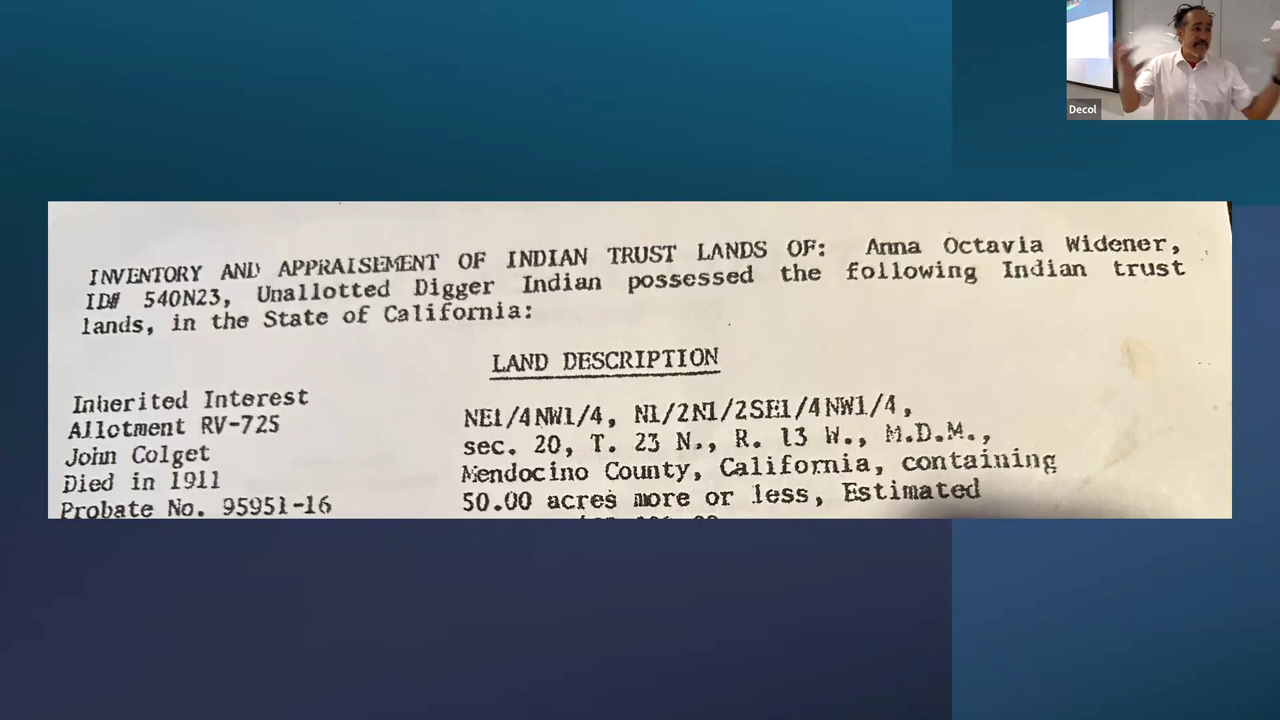 Decol
INVENTORY AND APPRAISEMENT OF INDIAN TRUST LANDS OF: Anna Octavia Widener,
ID# 540N23, Unallotted Digger Indian possessed the following Indian trust
lands, in the State of California:
LAND DESCRIPTION
Inherited Interest
Allotment RV-725
John Colget
Died in 1911
Probate No. 95951-16
NE1/4NW1/4, N1/2N1/2SE1/4NW1/4,
sec. 20, T. 23 N., R. 13 W., M.D.M.,
Mendocino County, California, containing
50.00 acres more or less, Estimated